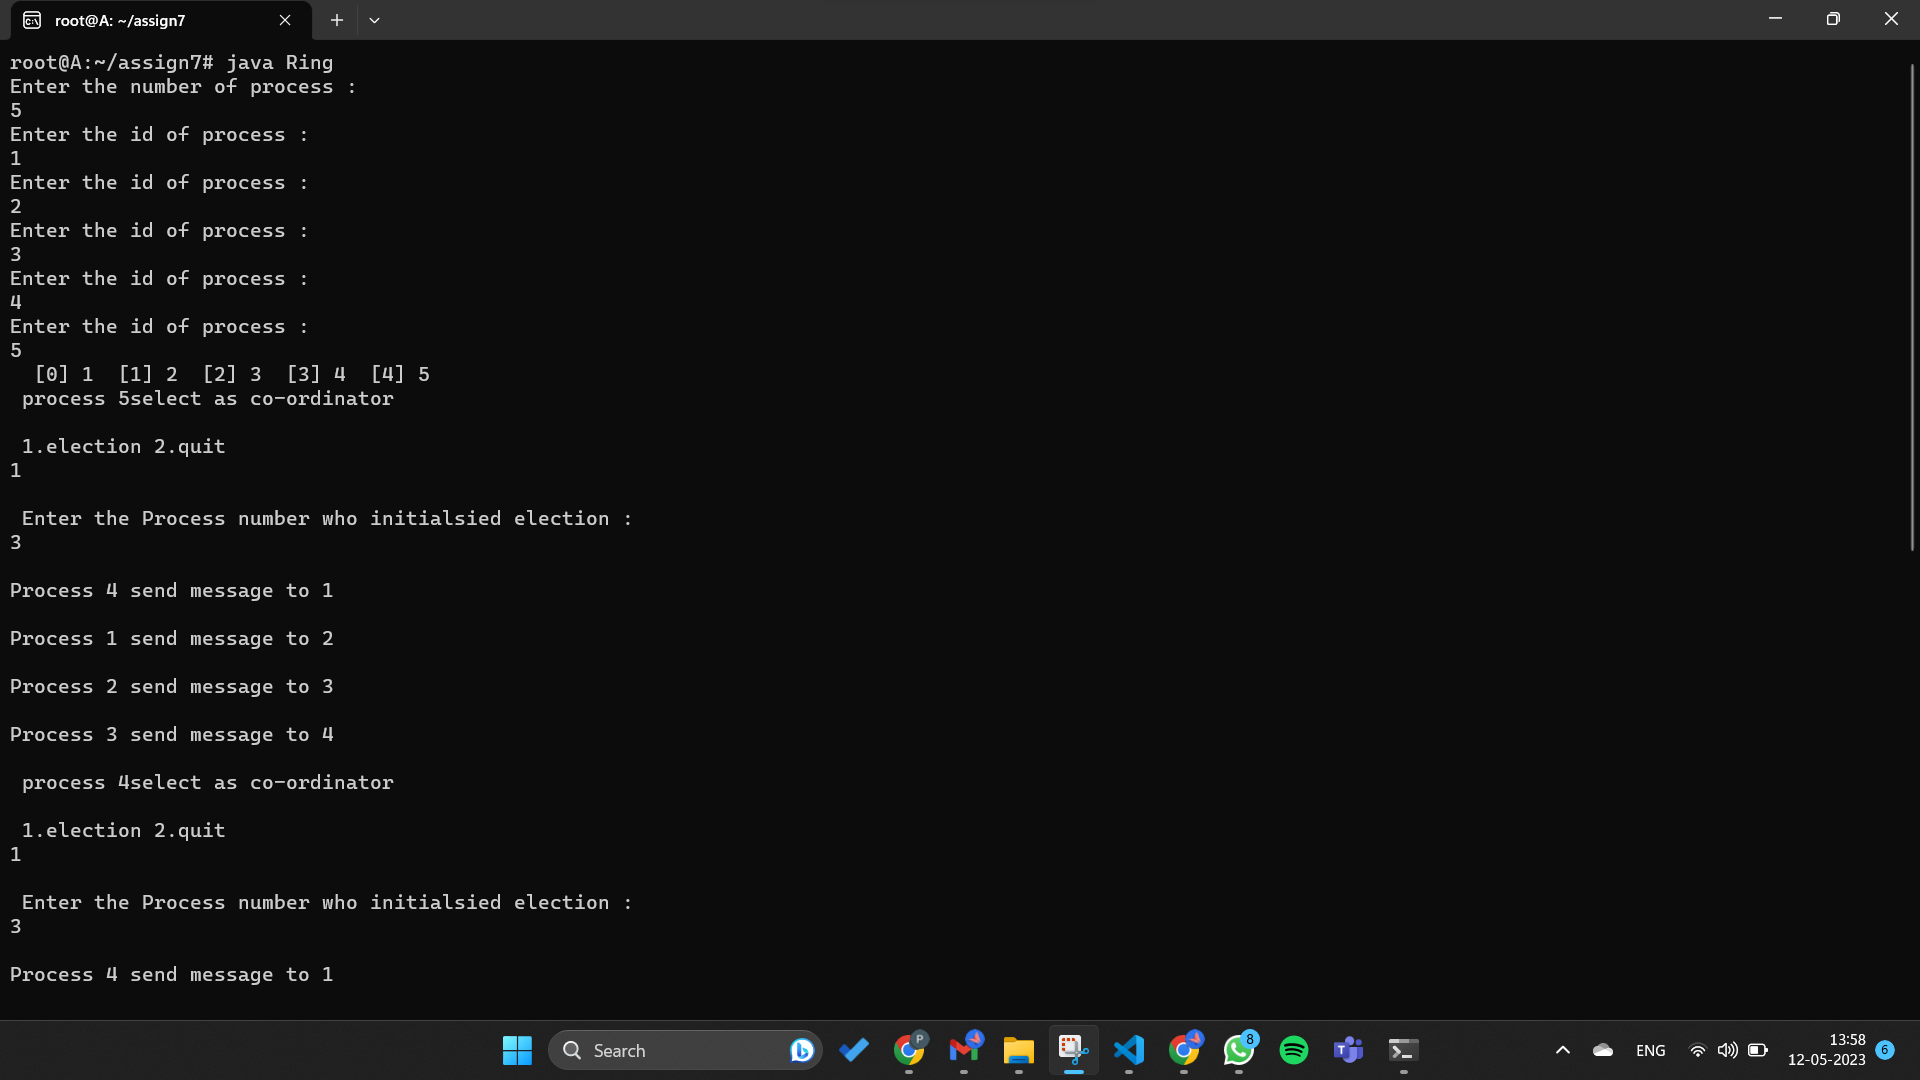 root@A: ~/assign7
root@A:~/assign7# java Ring
Enter the number of process :
5
Enter the id of process :
1
Enter the id of process :
2
Enter the id of process :
3
Enter the id of process :
4
Enter the id of process :
5
[0] 1  [1] 2  [2] 3  [3] 4  [4] 5
process 5select as co-ordinator
1.election 2.quit
1
Enter the Process number who initialsied election :
3
Process 4 send message to 1
Process 1 send message to 2
Process 2 send message to 3
Process 3 send message to 4
process 4select as co-ordinator
1.election 2.quit
1
Enter the Process number who initialsied election :
3
Process 4 send message to 1
Search
P
8
T
ENG
13:58
12-05-2023
6